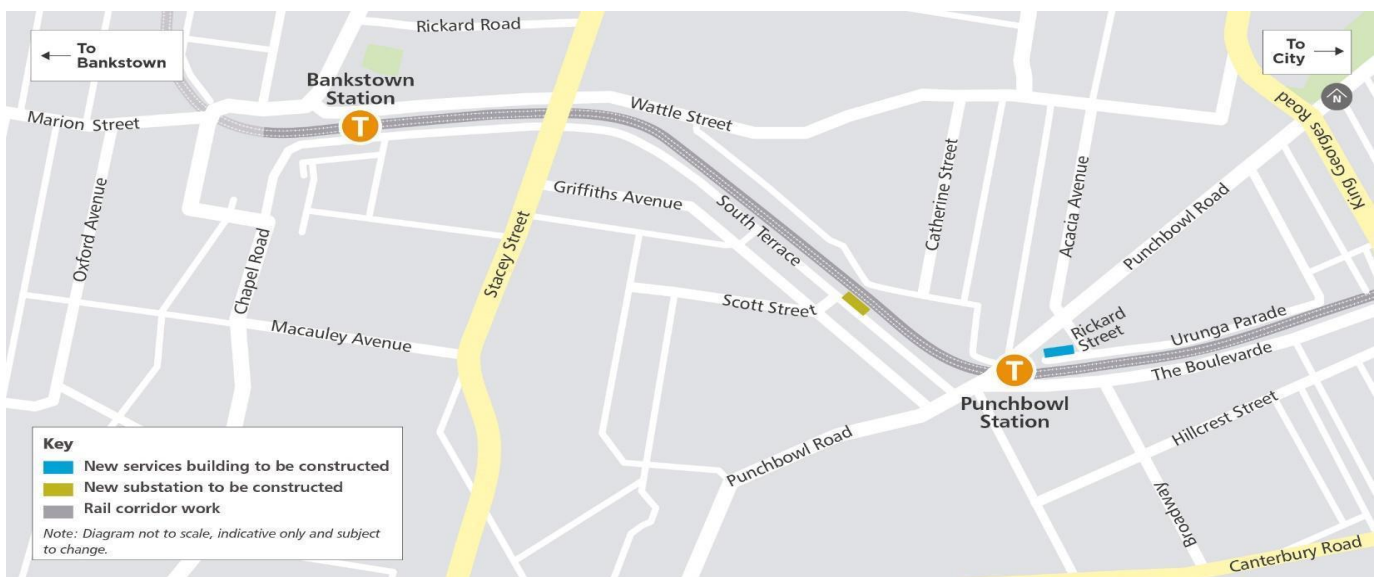 Rickard Road
To
Bankstown
To
City
N
Bankstown
Station
T
Marion Street
Wattle Street
King Georges Road
Griffiths Avenue
South Terrace
Catherine Street
Acacia Avenue
Punchbowl Road
Oxford Avenue
Chapel Road
Stacey Street
Scott Street
Macauley Avenue
Rickard
Street
Urunga Parade
The Boulevarde
T
Punchbowl
Station
Hillcrest Street
Punchbowl Road
Broadway
Canterbury Road
Key
New services building to be constructed
New substation to be constructed
Rail corridor work
Note: Diagram not to scale, indicative only and subject
to change.